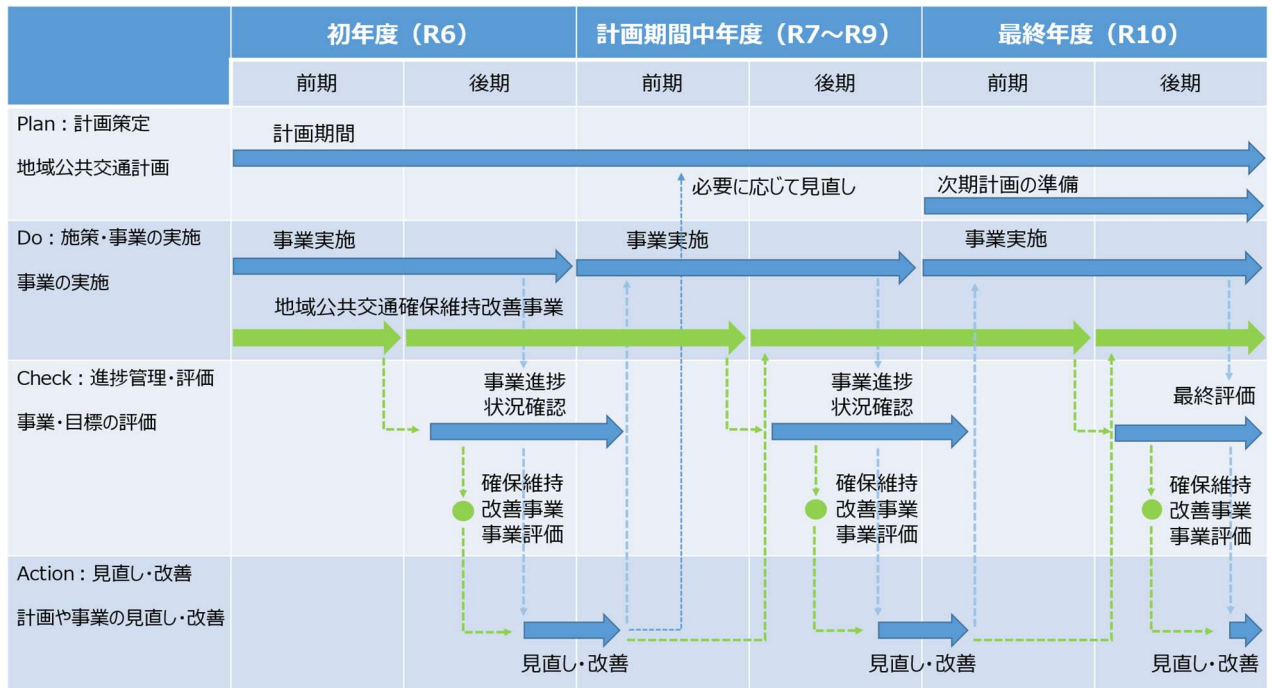 初年度（R6）
計画期間中年度（R7～R9）
最終年度（R10）
前期
後期
前期
後期
前期
後期
Plan：計画策定
地域公共交通計画
計画期間
必要に応じて見直し
次期計画の準備
Do：施策・事業の実施
事業の実施
事業実施
事業実施
事業実施
地域公共交通確保維持改善事業
Check：進捗管理・評価
事業・目標の評価
事業進捗
状況確認
事業進捗
状況確認
最終評価
確保維持
改善事業
事業評価
確保維持
改善事業
事業評価
確保維持
改善事業
事業評価
Action：見直し・改善
計画や事業の見直し・改善
見直し・改善
見直し・改善
見直し・改善